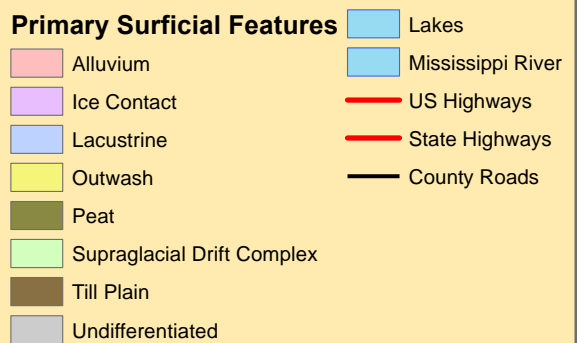 Primary Surficial Features
Alluvium
Ice Contact
Lacustrine
Outwash
Peat
Supraglacial Drift Complex
Till Plain
Undifferentiated
Lakes
Mississippi River
US Highways
State Highways
County Roads